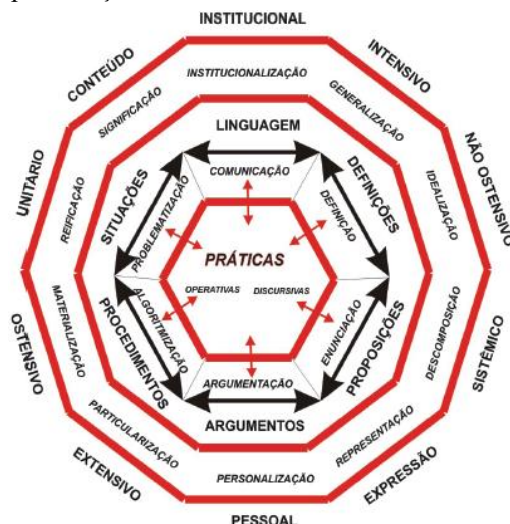 INSTITUCIONAL
CONTEÚDO
INTENSIVO
INSTITUCIONALIZAÇÃO
SIGNIFICAÇÃO
GENERALIZAÇÃO
LINGUAGEM
UNITÁRIO
NÃO OSTENSIVO
SITUAÇÕES
COMUNICAÇÃO
DEFINIÇÕES
REIFICAÇÃO
IDEALIZAÇÃO
PROBLEMATIZAÇÃO
DEFINIÇÃO
PRÁTICAS
OPERATIVAS
DISCURSIVAS
OSTENSIVO
MATERIALIZAÇÃO
PROCEDIMENTOS
ALGORITMIZAÇÃO
ENUNCIAÇÃO
PROPOSIÇÕES
DESCOMPOSIÇÃO
SISTÊMICO
ARGUMENTAÇÃO
ARGUMENTOS
PARTICULARIZAÇÃO
REPRESENTAÇÃO
EXTENSIVO
PERSONALIZAÇÃO
EXPRESSÃO
PESSOAL